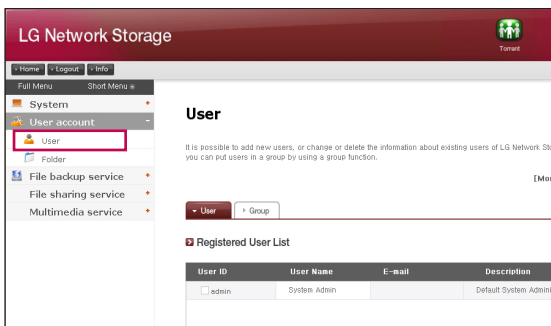 LG Network Storage
Torrent
Home Logout Info
Full Menu Short Menu
System
User account
User
Folder
File backup service
File sharing service
Multimedia service
User
It is possible to add new users, or change or delete the information about existing users of LG Network Sto
you can put users in a group by using a group function.
[Mor
User Group
Registered User List
User ID User Name E-mail Description
admin System Admin Default System Admini